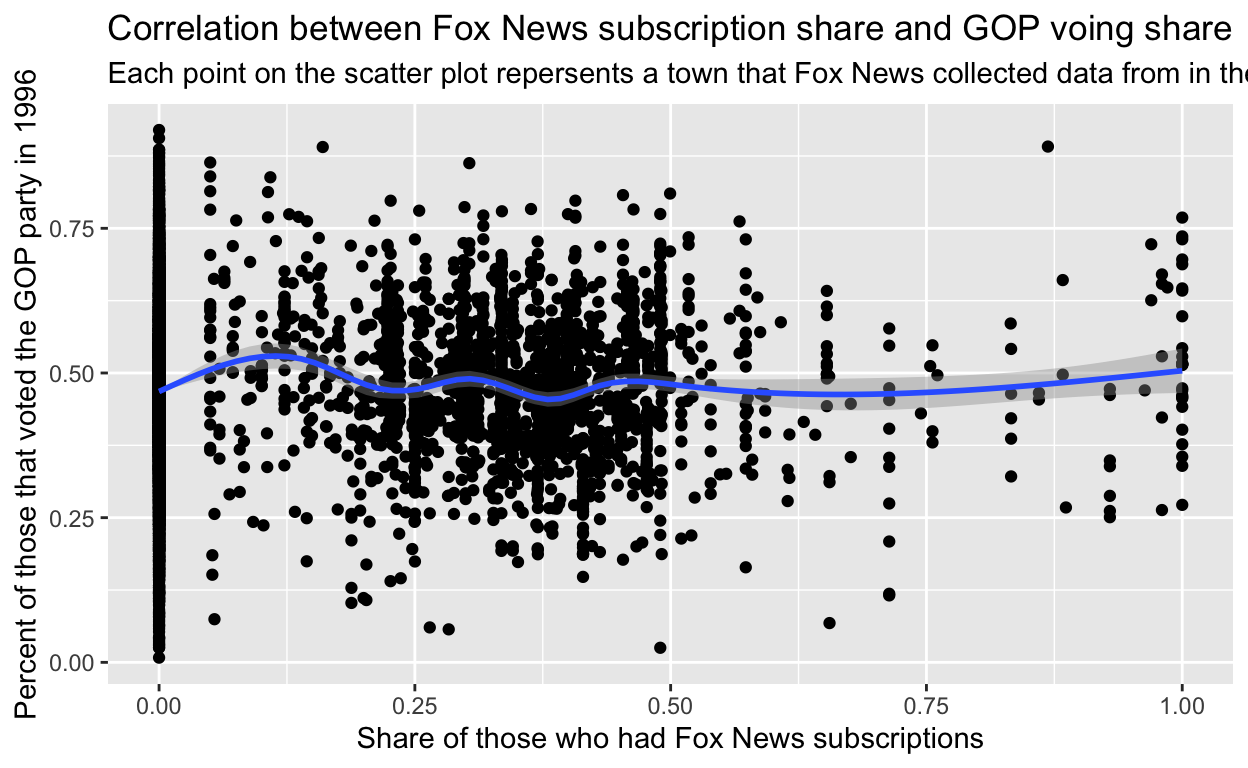 Correlation between Fox News subscription share and GOP voing share
Each point on the scatter plot repersents a town that Fox News collected data from in the
Percent of those that voted the GOP party in 1996
0.75
0.50
0.25
0.00
0.00 0.25 0.50 0.75 1.00
Share of those who had Fox News subscriptions